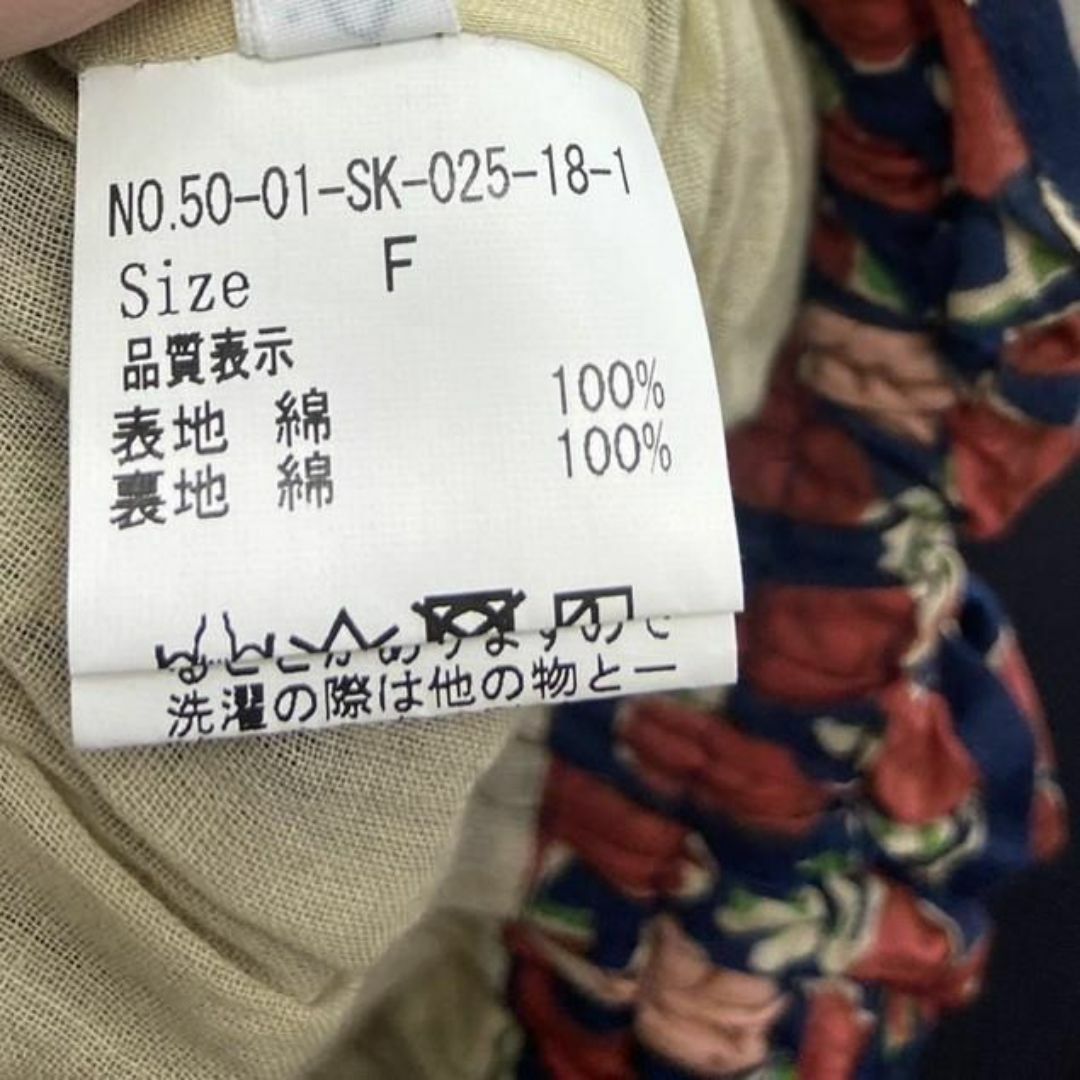 NO.50-01-SK-025-18-1
Size F
品質表示
表地 綿 100%
裏地 綿 100%
洗濯の際は他の物と一